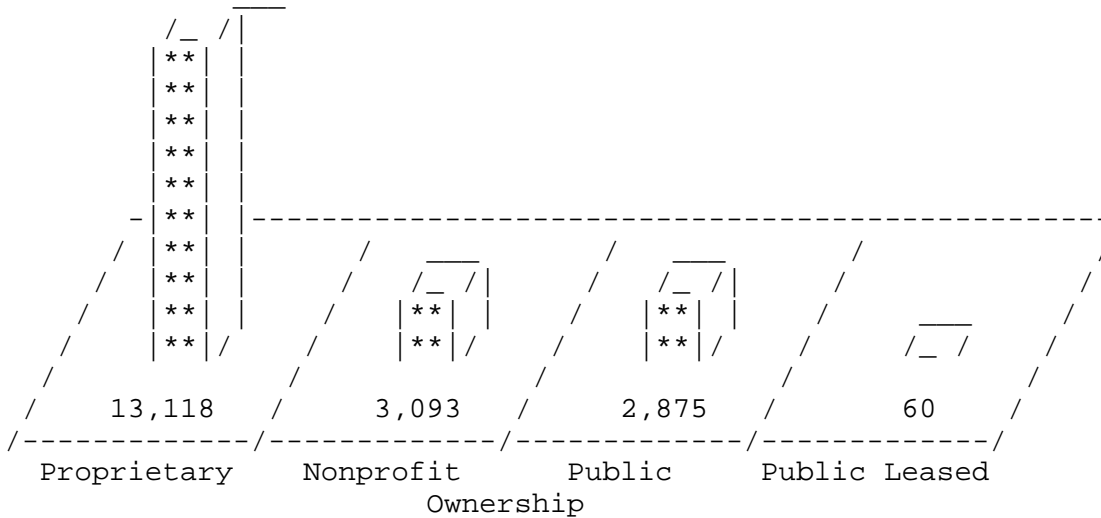 13,118 3,093 2,875 60
Proprietary Nonprofit Public Public Leased
Ownership